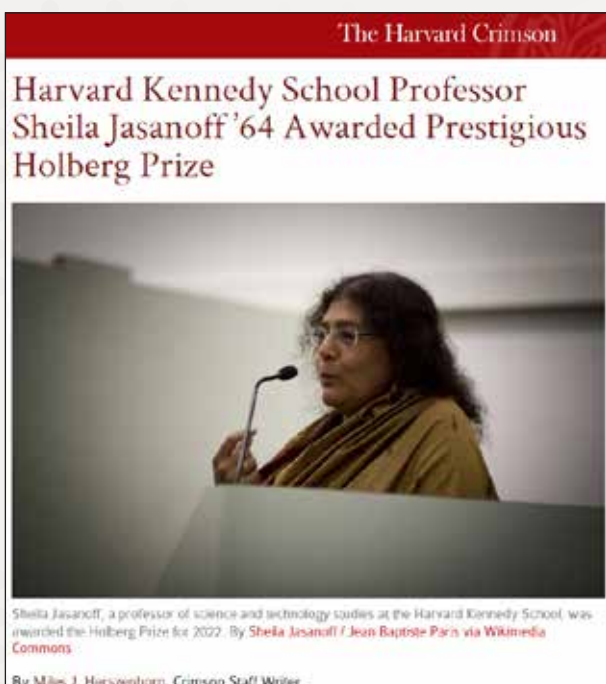 The Harvard Crimson
Harvard Kennedy School Professor
Sheila Jasanoff '64 Awarded Prestigious
Holberg Prize
Sheila Jasanoff, a professor of science and technology studies at the Harvard Kennedy School, was
awarded the Holberg Prize for 2022. By Sheila Jasanoff / Jean Baptiste Paris via Wikimedia
Commons
By Miles J. Herszenhorn, Crimson Staff Writer